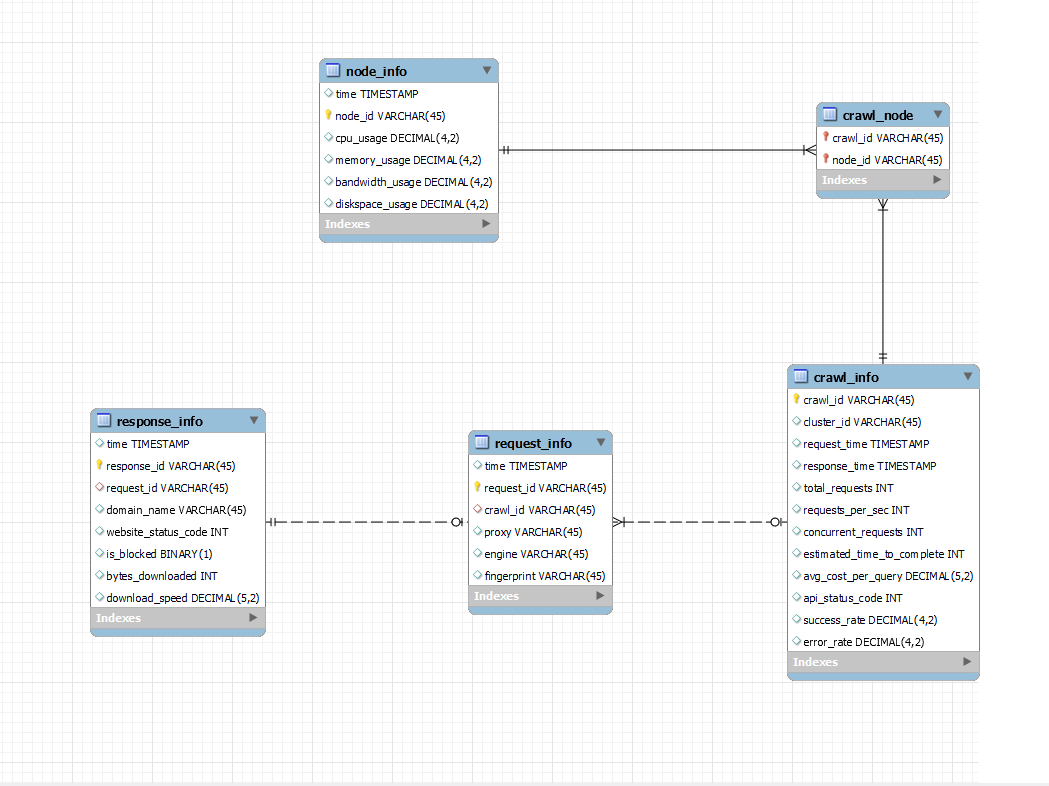 node_info
time TIMESTAMP
node_id VARCHAR(45)
cpu_usage DECIMAL(4,2)
memory_usage DECIMAL(4,2)
bandwidth_usage DECIMAL(4,2)
diskspace_usage DECIMAL(4,2)
Indexes
crawl_node
crawl_id VARCHAR(45)
node_id VARCHAR(45)
Indexes
crawl_info
crawl_id VARCHAR(45)
cluster_id VARCHAR(45)
request_time TIMESTAMP
response_time TIMESTAMP
total_requests INT
requests_per_sec INT
concurrent_requests INT
estimated_time_to_complete INT
avg_cost_per_query DECIMAL(5,2)
api_status_code INT
success_rate DECIMAL(4,2)
error_rate DECIMAL(4,2)
Indexes
response_info
time TIMESTAMP
response_id VARCHAR(45)
request_id VARCHAR(45)
domain_name VARCHAR(45)
website_status_code INT
is_blocked BINARY(1)
bytes_downloaded INT
download_speed DECIMAL(5,2)
Indexes
request_info
time TIMESTAMP
request_id VARCHAR(45)
crawl_id VARCHAR(45)
proxy VARCHAR(45)
engine VARCHAR(45)
fingerprint VARCHAR(45)
Indexes